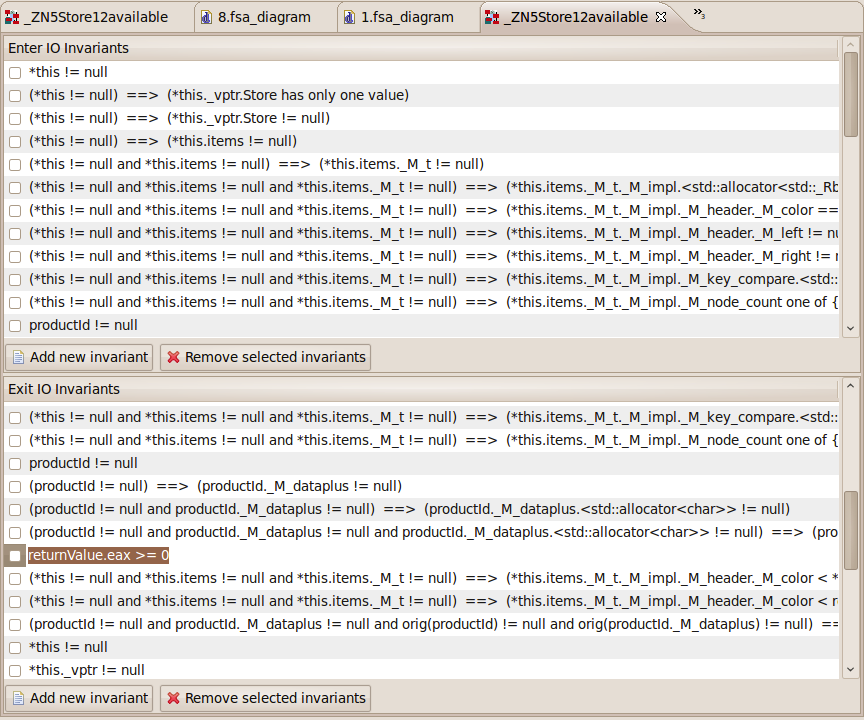 _ZN5Store12available
8.fsa_diagram
1.fsa_diagram
_ZN5Store12available
»3
Enter IO Invariants
*this != null
(*this != null) ==> (*this._vptr.Store has only one value)
(*this != null) ==> (*this._vptr.Store != null)
(*this != null) ==> (*this.items != null)
(*this != null and *this.items != null) ==> (*this.items._M_t != null)
(*this != null and *this.items != null and *this.items._M_t != null) ==> (*this.items._M_t._M_impl.<std::allocator<std::_Rb
(*this != null and *this.items != null and *this.items._M_t != null) ==> (*this.items._M_t._M_impl._M_header._M_color ==
(*this != null and *this.items != null and *this.items._M_t != null) ==> (*this.items._M_t._M_impl._M_header._M_left != nu
(*this != null and *this.items != null and *this.items._M_t != null) ==> (*this.items._M_t._M_impl._M_header._M_right != n
(*this != null and *this.items != null and *this.items._M_t != null) ==> (*this.items._M_t._M_impl._M_key_compare.<std::
(*this != null and *this.items != null and *this.items._M_t != null) ==> (*this.items._M_t._M_impl._M_node_count one of {
productId != null
Add new invariant
Remove selected invariants
Exit IO Invariants
(*this != null and *this.items != null and *this.items._M_t != null) ==> (*this.items._M_t._M_impl._M_key_compare.<std::
(*this != null and *this.items != null and *this.items._M_t != null) ==> (*this.items._M_t._M_impl._M_node_count one of {
productId != null
(productId != null) ==> (productId._M_dataplus != null)
(productId != null and productId._M_dataplus != null) ==> (productId._M_dataplus.<std::allocator<char>> != null)
(productId != null and productId._M_dataplus != null and productId._M_dataplus.<std::allocator<char>> != null) ==> (pro
returnValue.eax >= 0
(*this != null and *this.items != null and *this.items._M_t != null) ==> (*this.items._M_t._M_impl._M_header._M_color < *
(*this != null and *this.items != null and *this.items._M_t != null) ==> (*this.items._M_t._M_impl._M_header._M_color < r
(productId != null and productId._M_dataplus != null and orig(productId) != null and orig(productId._M_dataplus) != null) ==
*this != null
*this._vptr != null
Add new invariant
Remove selected invariants